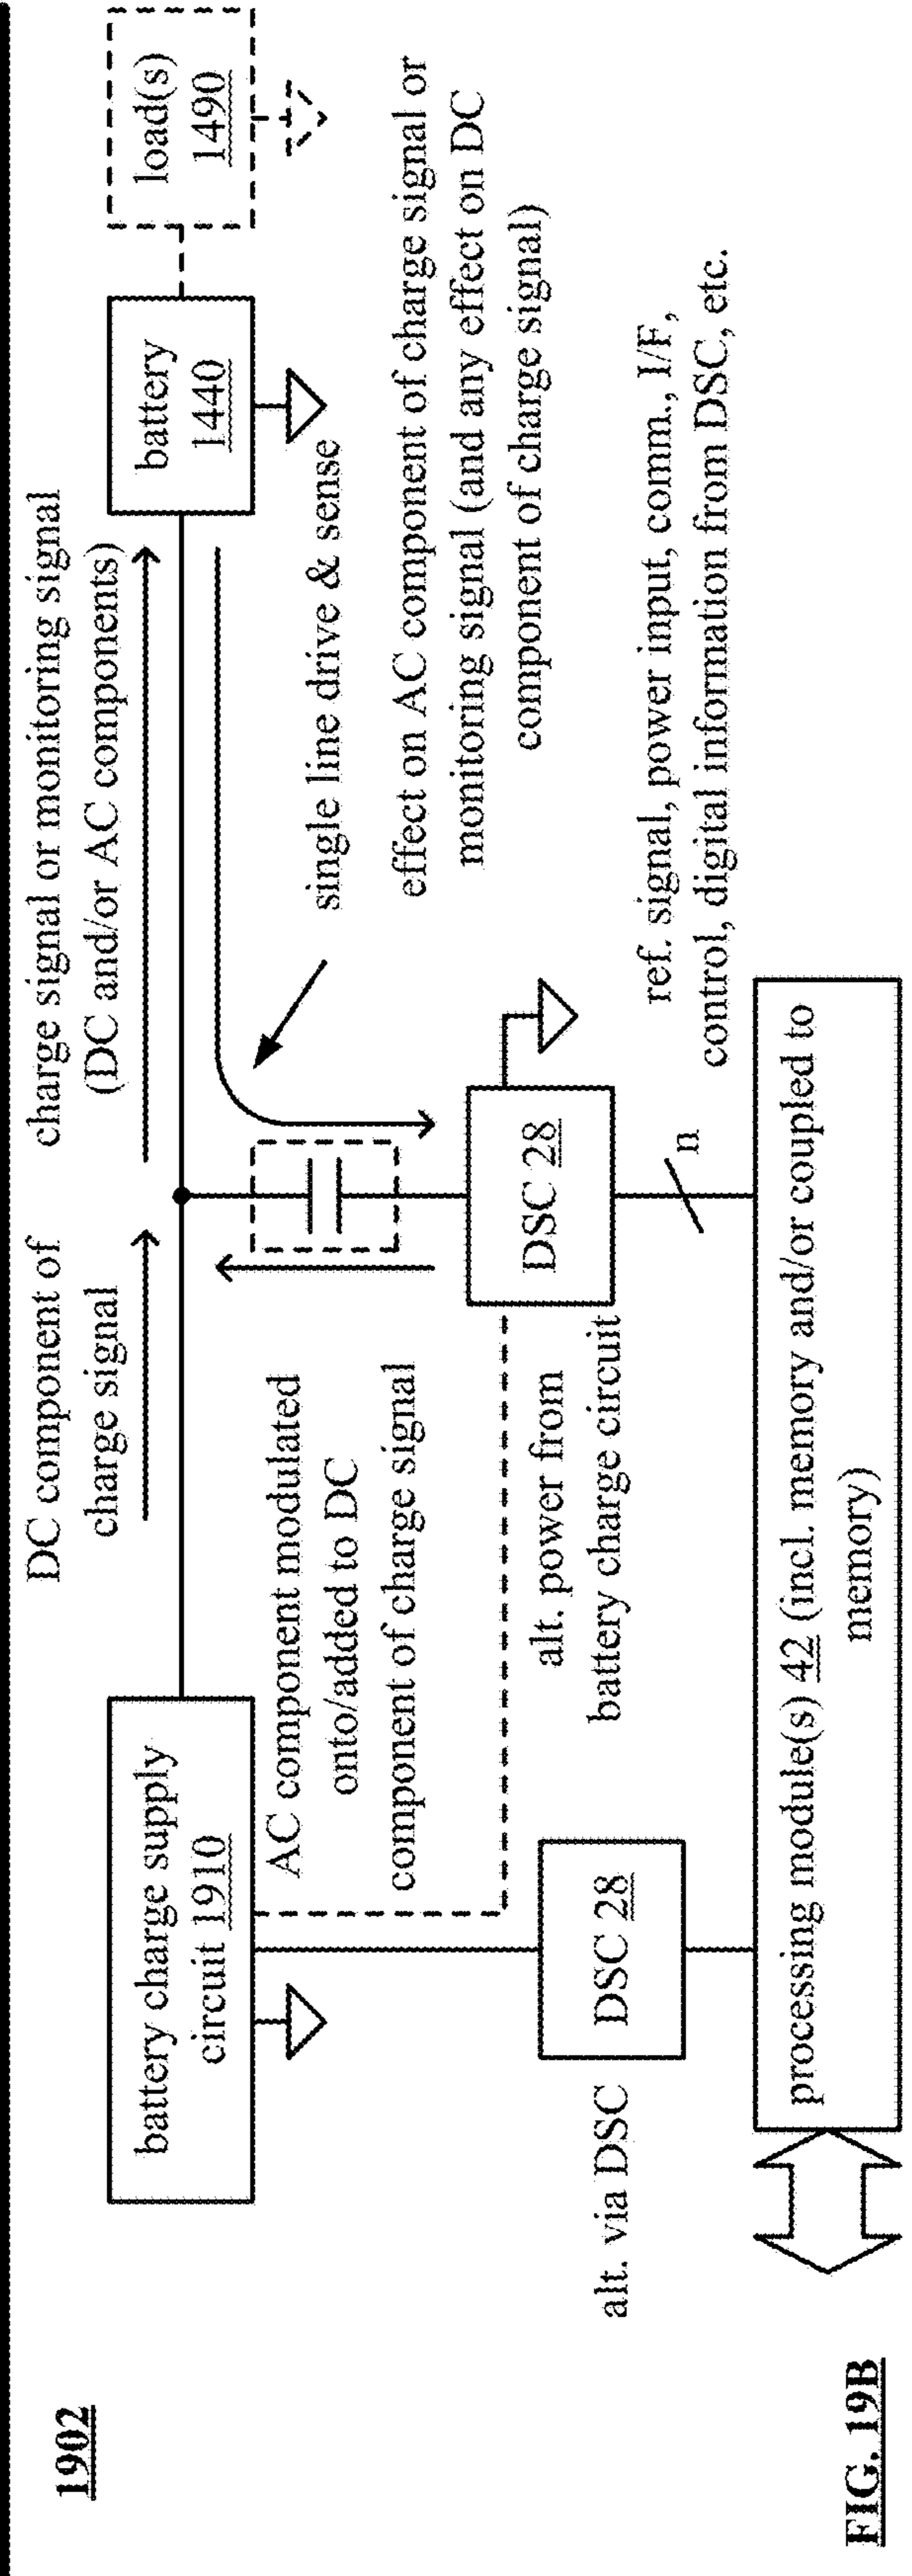 1902
DC component of
charge signal
charge signal or monitoring signal
(DC and/or AC components)
battery charge supply
circuit 1910
battery
1440
load(s)
1490
AC component modulated
onto/added to DC
component of charge signal
single line drive & sense
effect on AC component of charge signal or
monitoring signal (and any effect on DC
component of charge signal)
alt. via DSC
DSC 28
alt. power from
battery charge circuit
DSC 28
n
ref. signal, power input, comm., I/F,
control, digital information from DSC, etc.
processing module(s) 42 (incl. memory and/or coupled to
memory)
FIG. 19B